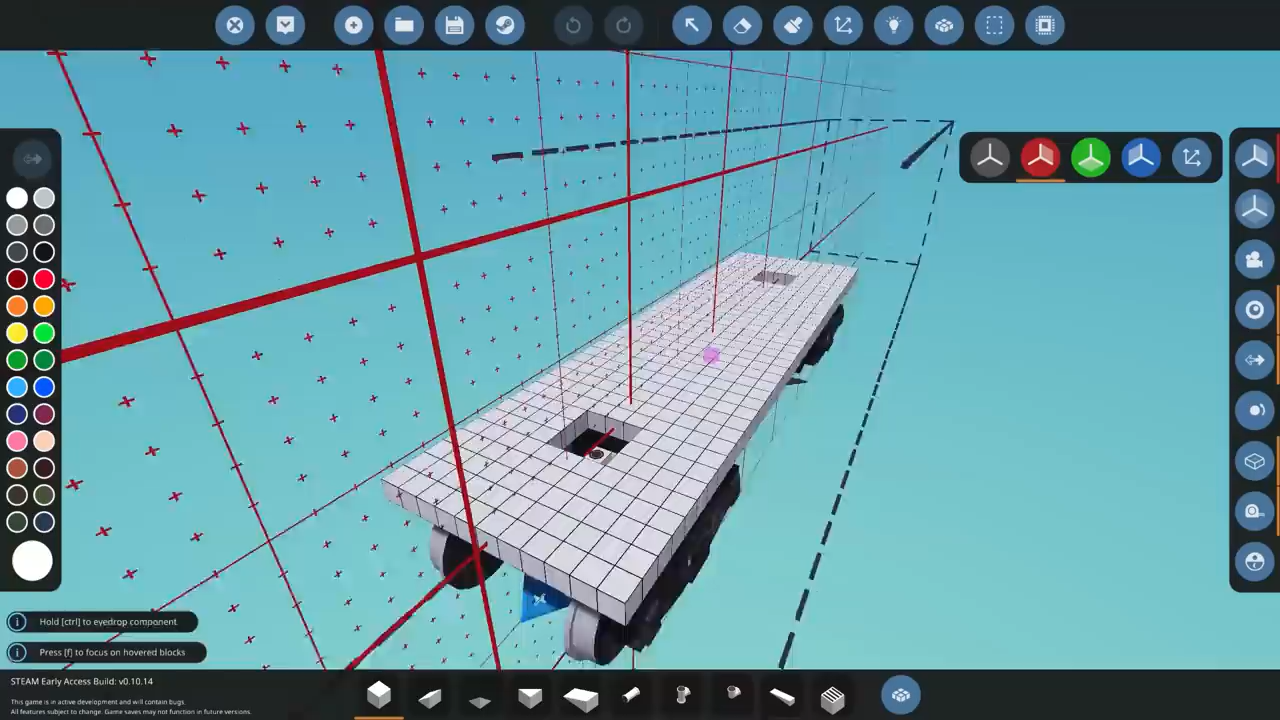 Hold [ctrl] to eyedrop component
Press [f] to focus on hovered blocks
STEAM Early Access Build: v0.10.14
This game is in active development and will contain bugs.
All features subject to change. Game saves may not function in future versions.